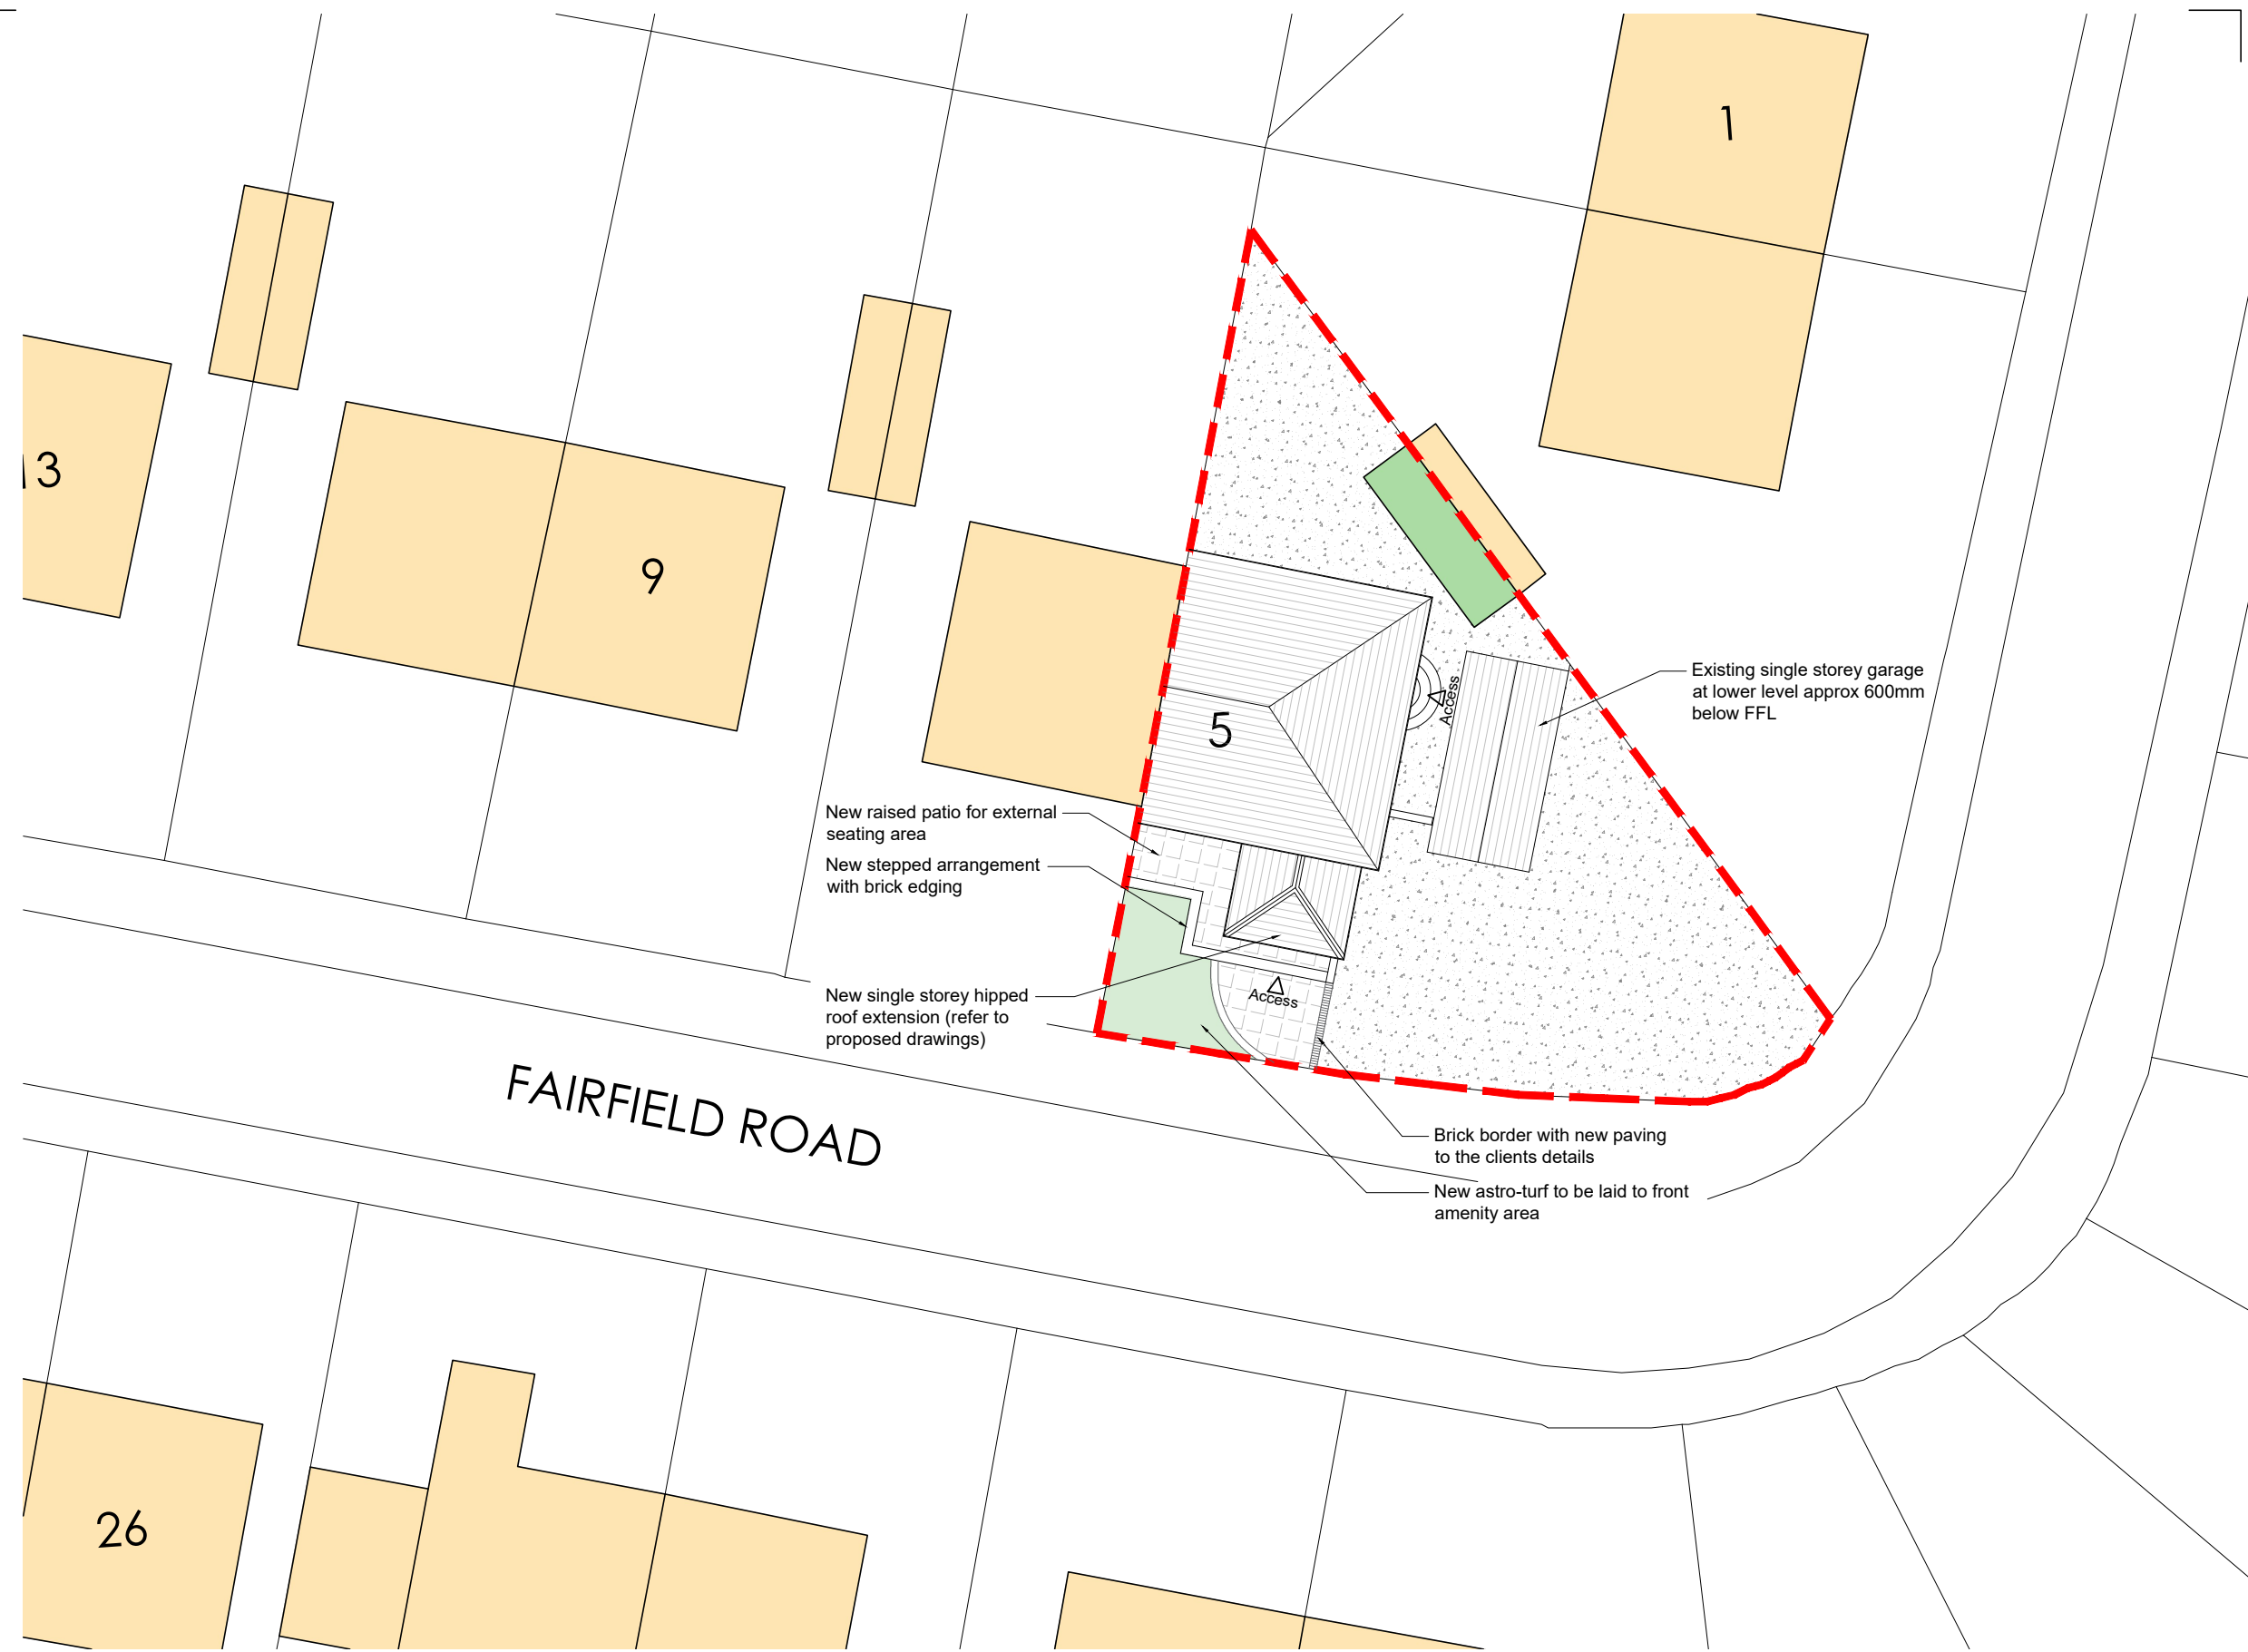 1
13
9
5
Access
Existing single storey garage
at lower level approx 600mm
below FFL
New raised patio for external
seating area
New stepped arrangement
with brick edging
New single storey hipped
roof extension (refer to
proposed drawings)
Access
FAIRFIELD ROAD
Brick border with new paving
to the clients details
New astro-turf to be laid to front
amenity area
26